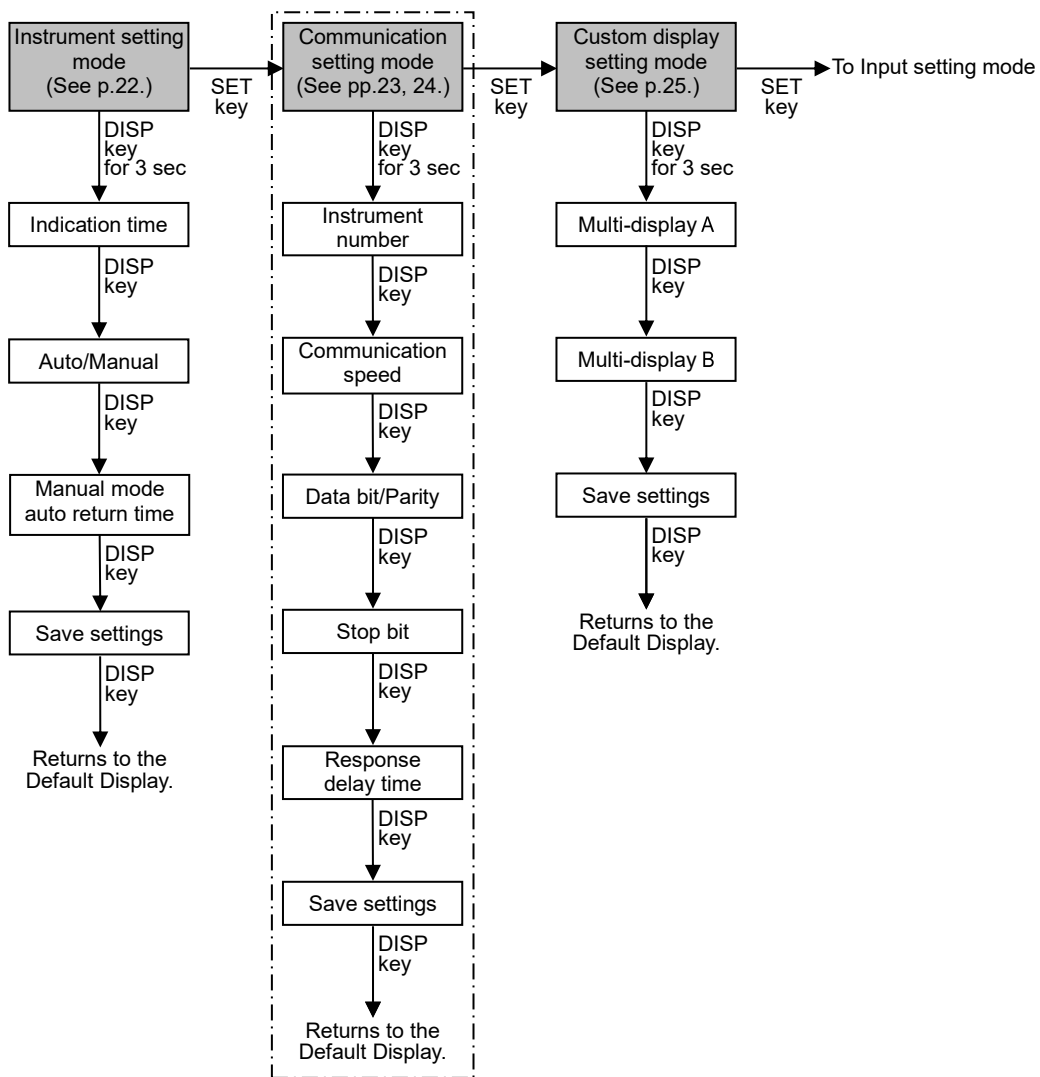 Instrument setting
mode
(See p.22.)
SET
key
DISP
key
for 3 sec
Indication time
DISP
key
Auto/Manual
DISP
key
Manual mode
auto return time
DISP
key
Save settings
DISP
key
Returns to the
Default Display.
Communication
setting mode
(See pp.23, 24.)
SET
key
DISP
key
for 3 sec
Instrument
number
DISP
key
Communication
speed
DISP
key
Data bit/Parity
DISP
key
Stop bit
DISP
key
Response
delay time
DISP
key
Save settings
DISP
key
Returns to the
Default Display.
Custom display
setting mode
(See p.25.)
SET
key
To Input setting mode
DISP
key
for 3 sec
Multi-display A
DISP
key
Multi-display B
DISP
key
Save settings
DISP
key
Returns to the
Default Display.